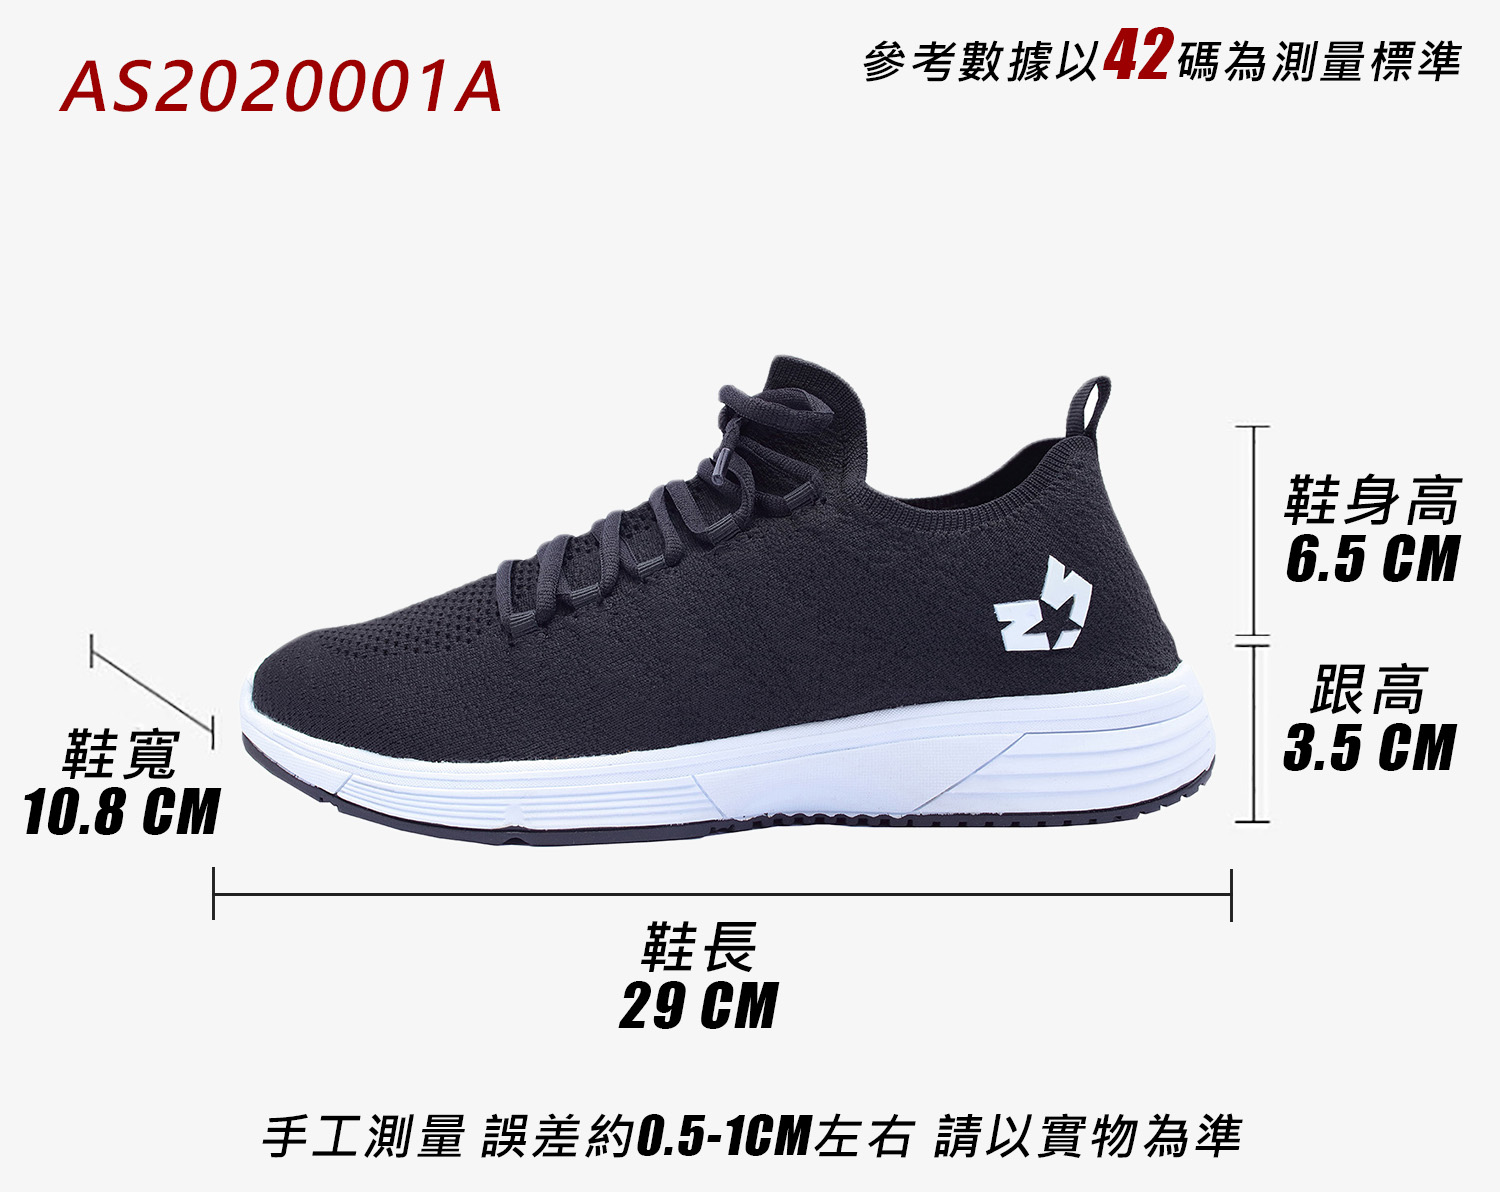 AS2020001A
參考數據以42碼為測量標準
鞋身高
6.5 CM
跟高
3.5 CM
鞋寬
10.8 CM
鞋長
29 CM
手工測量 誤差約0.5-1CM左右 請以實物為準